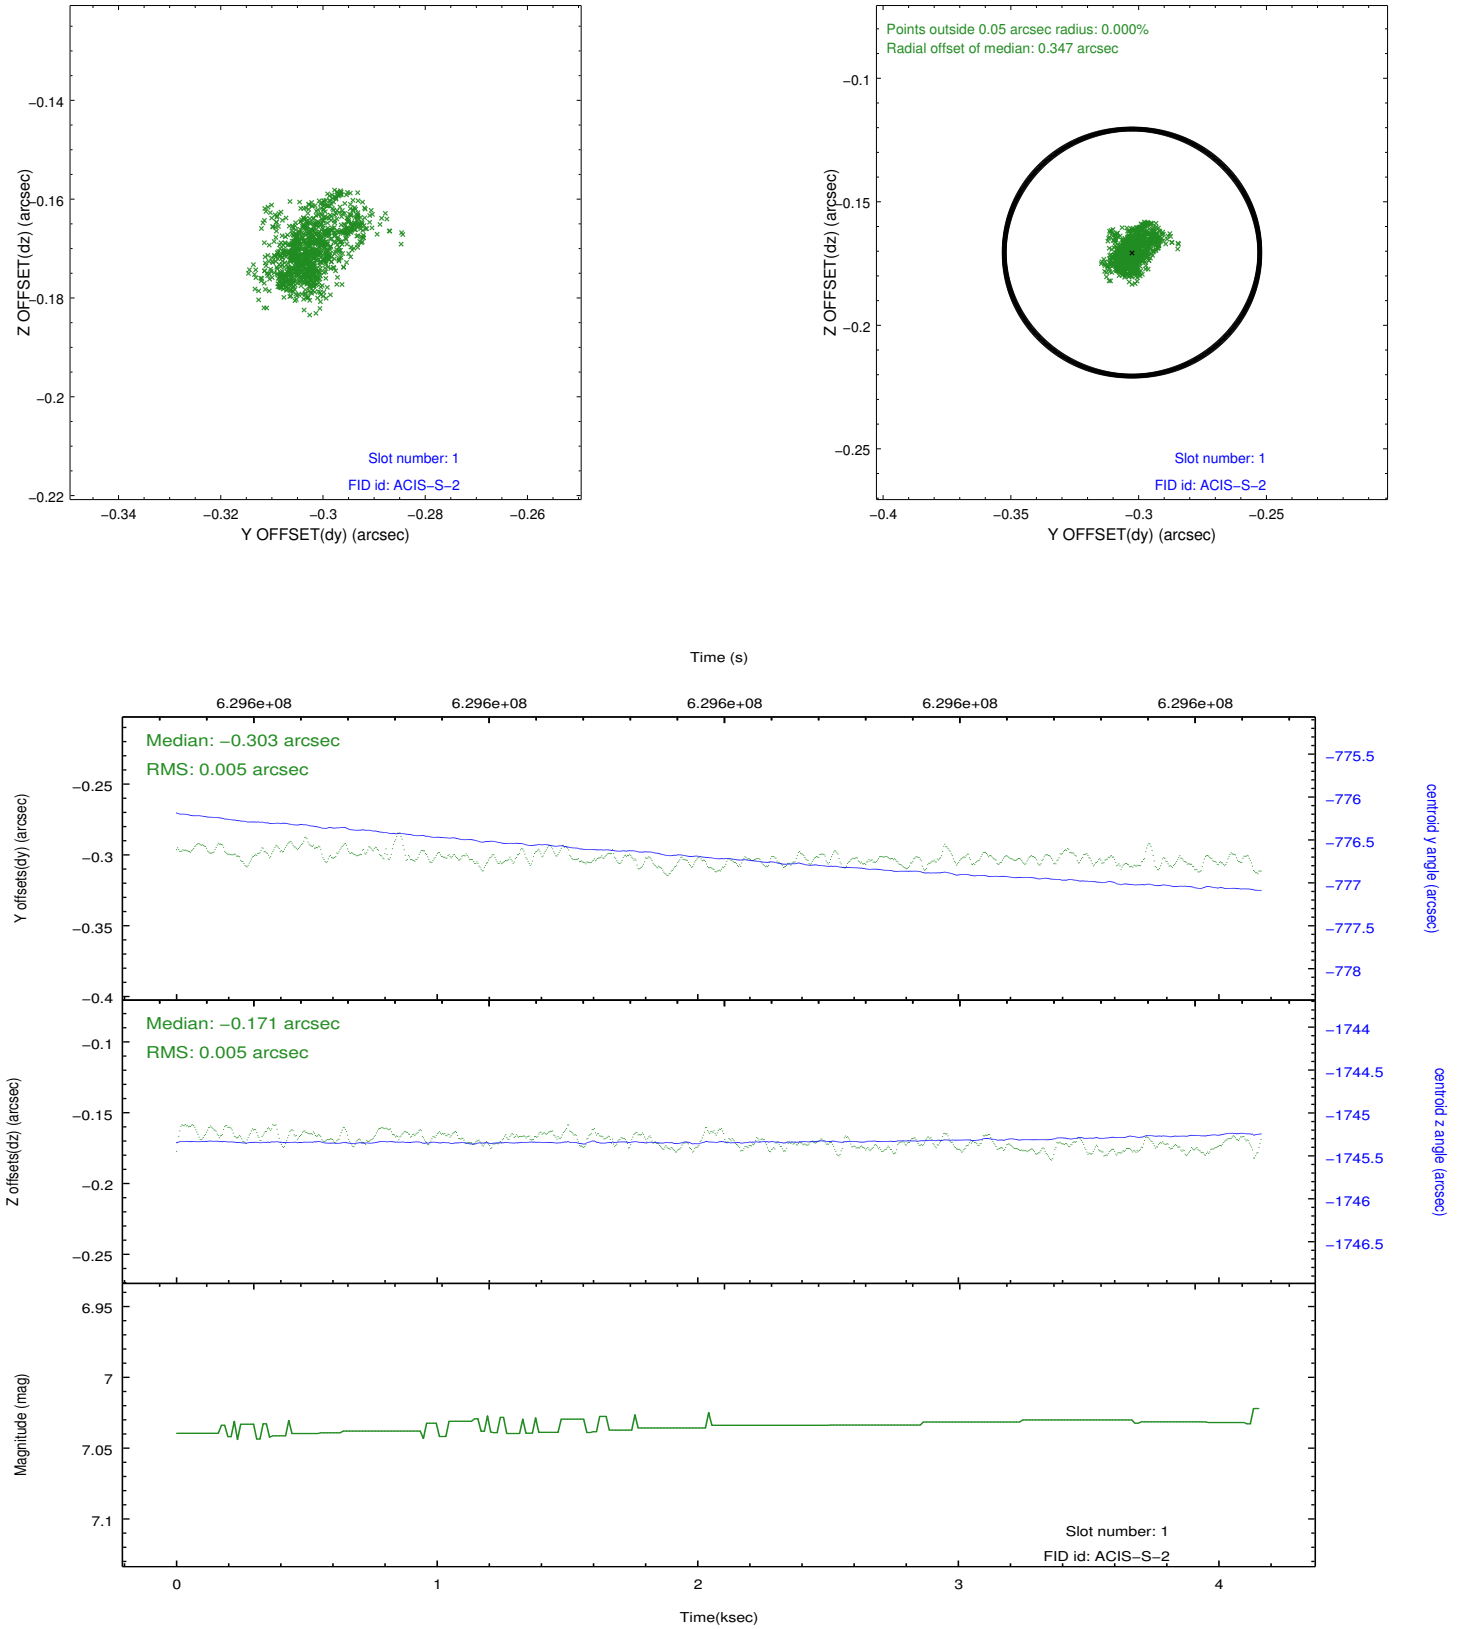 −0.14
−0.16
−0.18
−0.2
−0.22
Z OFFSET(dz) (arcsec)
Slot number: 1
FID id: ACIS−S−2
−0.34
−0.32
−0.3
−0.28
−0.26
Y OFFSET(dy) (arcsec)
Points outside 0.05 arcsec radius: 0.000%
Radial offset of median: 0.347 arcsec
−0.1
−0.15
−0.2
−0.25
Z OFFSET(dz) (arcsec)
Slot number: 1
FID id: ACIS−S−2
−0.4
−0.35
−0.3
−0.25
Y OFFSET(dy) (arcsec)
Time (s)
6.296e+08
6.296e+08
6.296e+08
6.296e+08
6.296e+08
Median: −0.303 arcsec
RMS: 0.005 arcsec
−0.25
−0.3
−0.35
−0.4
Y offsets(dy) (arcsec)
−775.5
−776
−776.5
−777
−777.5
−778
centroid y angle (arcsec)
Median: −0.171 arcsec
RMS: 0.005 arcsec
−0.1
−0.15
−0.2
−0.25
Z offsets(dz) (arcsec)
−1744
−1744.5
−1745
−1745.5
−1746
−1746.5
centroid z angle (arcsec)
6.95
7
7.05
7.1
Magnitude (mag)
Slot number: 1
FID id: ACIS−S−2
0
1
2
3
4
Time(ksec)